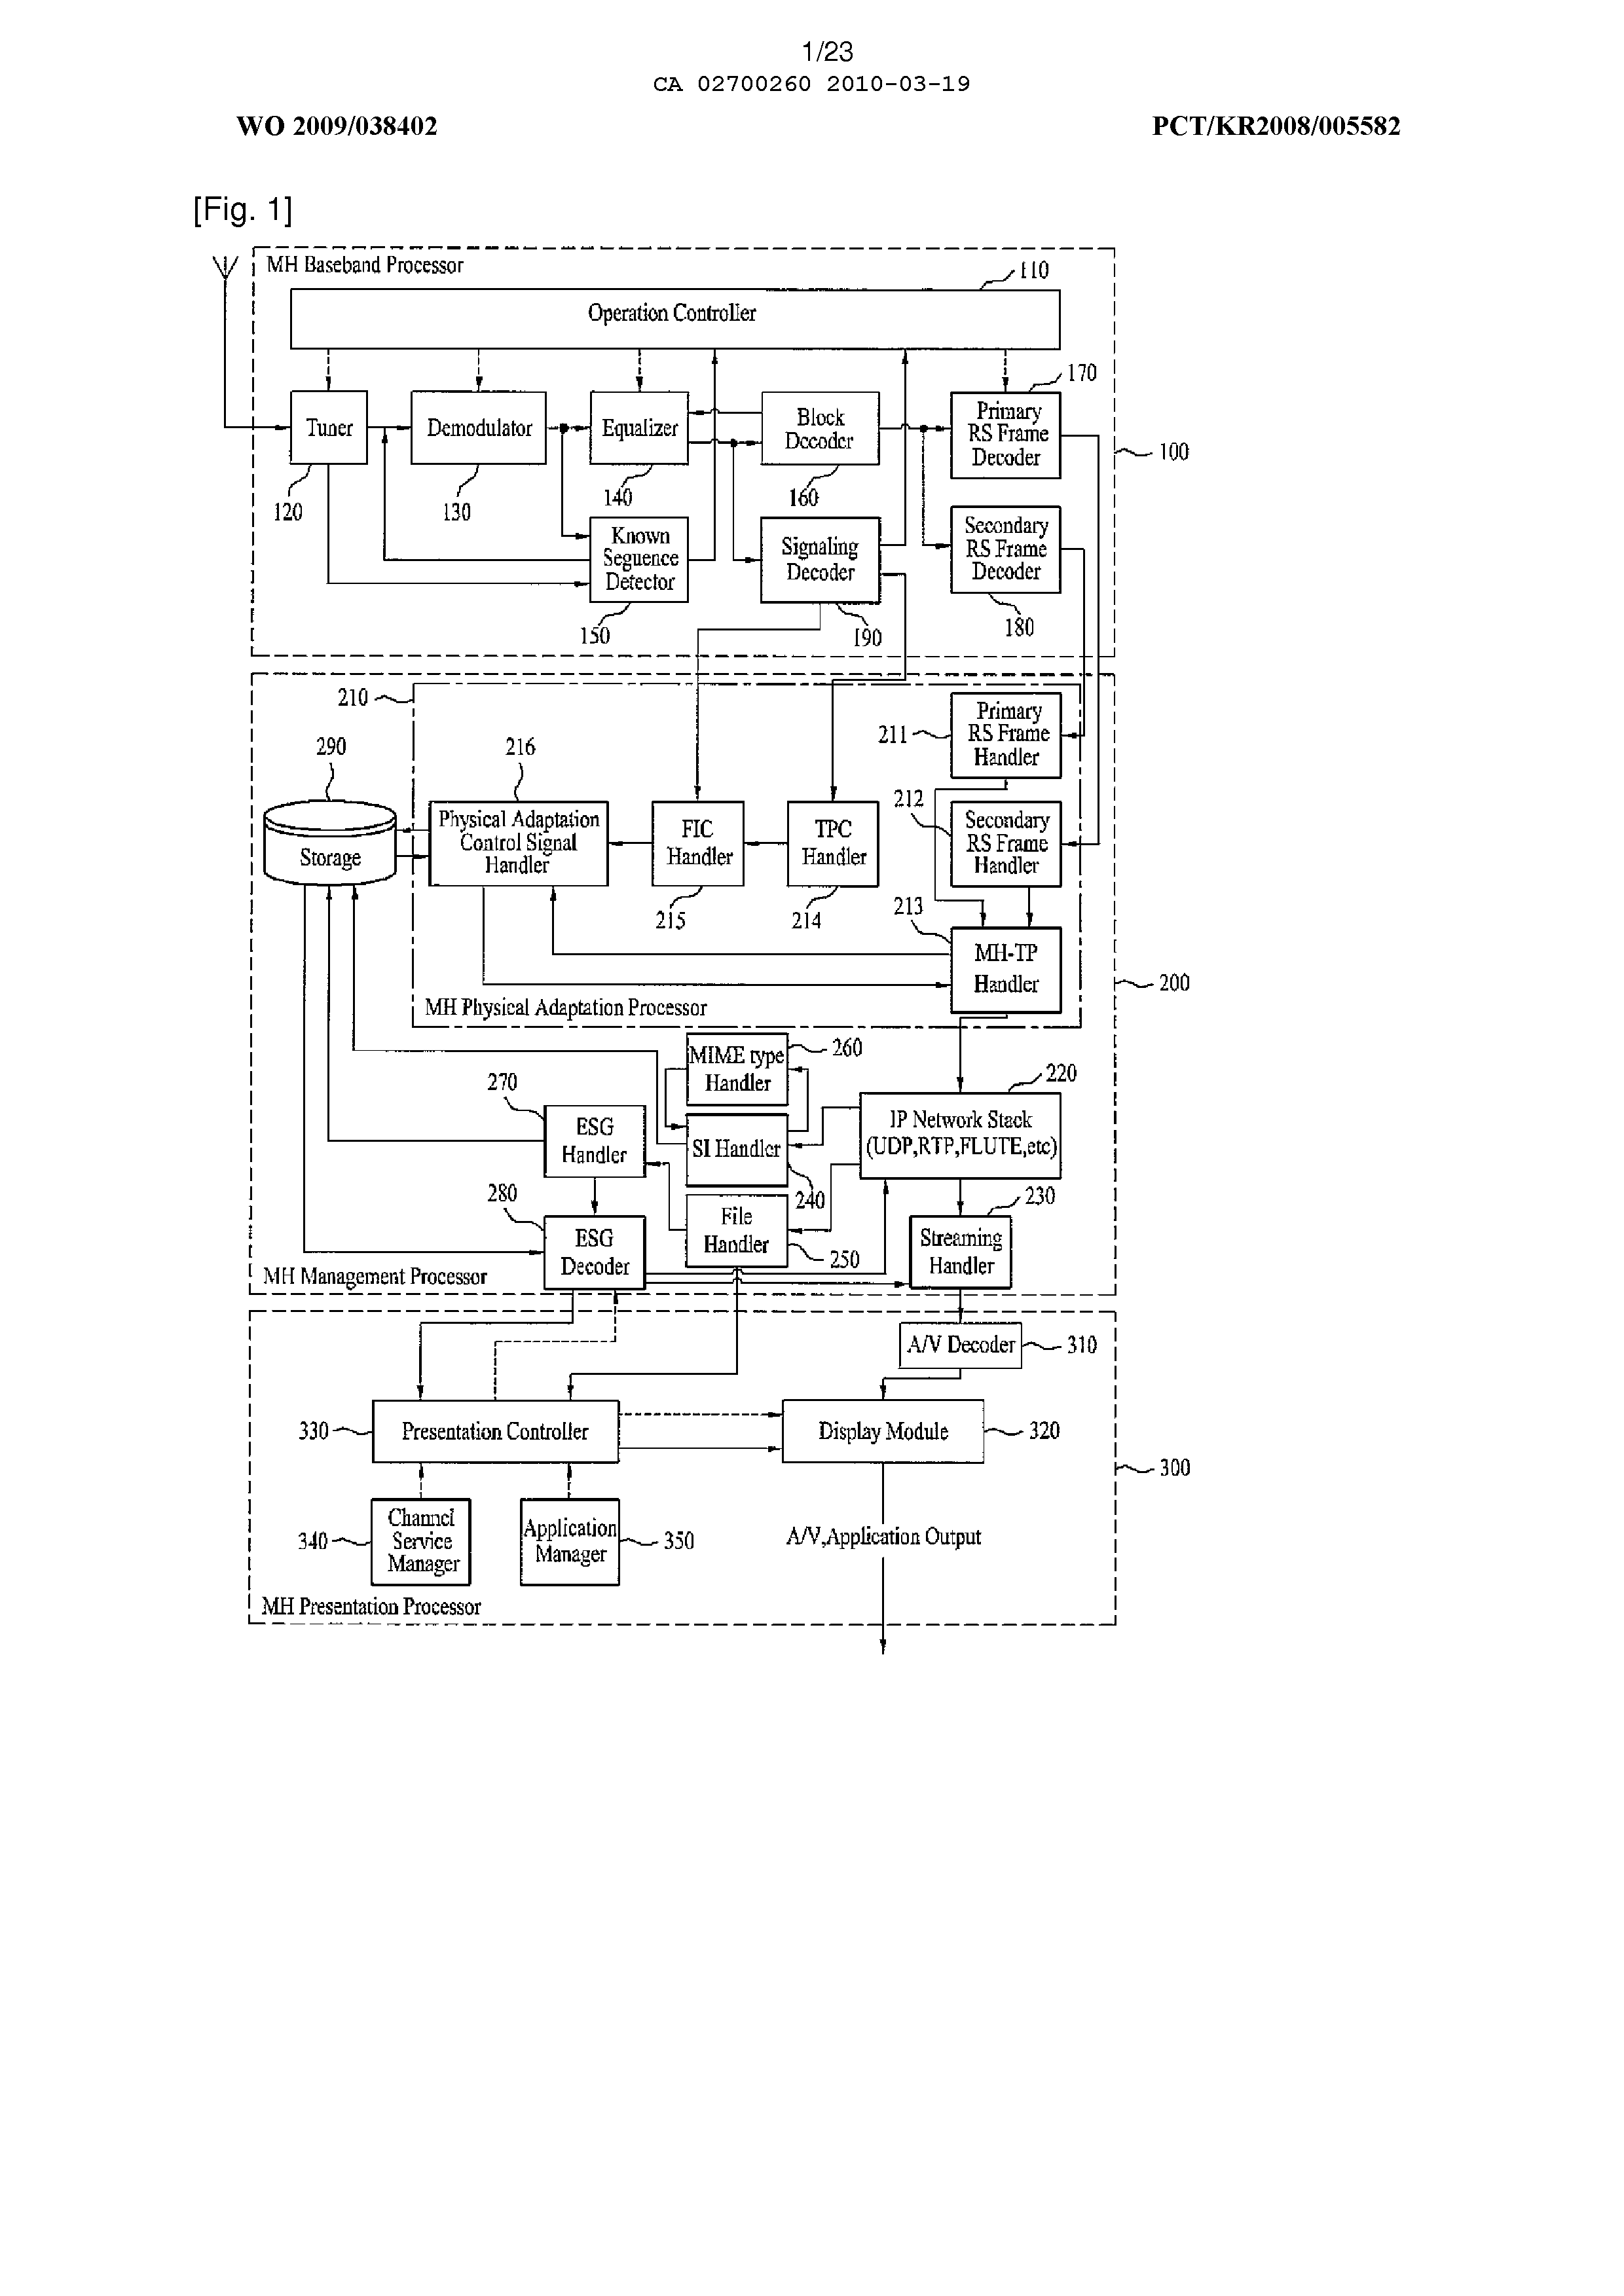 1/23
CA 02700260 2010-03-19
WO 2009/038402
PCT/KR2008/005582
[Fig. 1]
MH Baseband Processor
110
Operation Controller
170
Tuner
Demodulator
Equalizer
Block
Decoder
Primary
RS Frame
Decoder
100
120
130
140
160
Known
Seguence
Detector
Signaling
Decoder
Secondary
RS Frame
Decoder
150
190
180
210
Primary
RS Frame
Handler
211
290
216
212
Storage
Physical Adaptation
Control Signal
Handler
FIC
Handler
TPC
Handler
Secondary
RS Frame
Handler
215
214
213
MH-TP
Handler
200
MH Physical Adaptation Processor
MIME type
Handler
260
270
220
ESG
Handler
SI Handler
IP Network Stack
(UDP,RTP,FLUTE,etc)
280
240
230
ESG
Decoder
File
Handler
250
Streaming
Handler
MH Management Processor
A/V Decoder
310
330
Presentation Controller
Display Module
320
300
340
Channel
Service
Manager
Application
Manager
350
A/V,Application Output
MH Presentation Processor